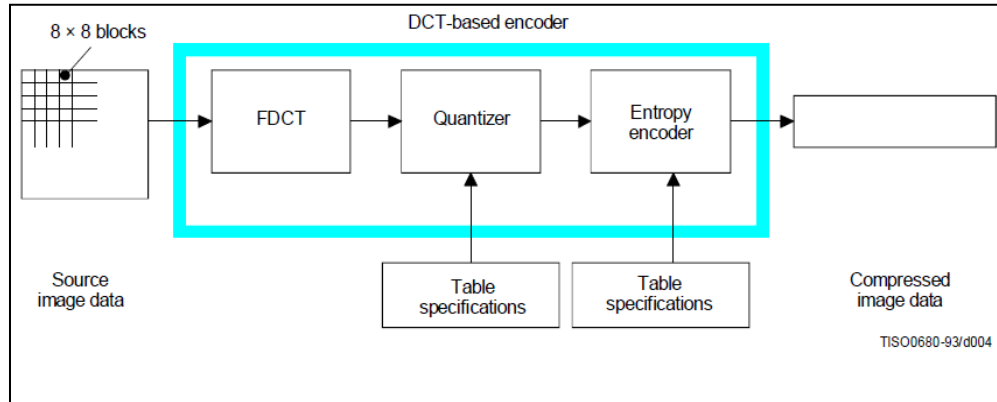 DCT-based encoder
8 × 8 blocks
FDCT
Quantizer
Entropy
encoder
Source
image data
Table
specifications
Table
specifications
Compressed
image data
TISO0680-93/d004